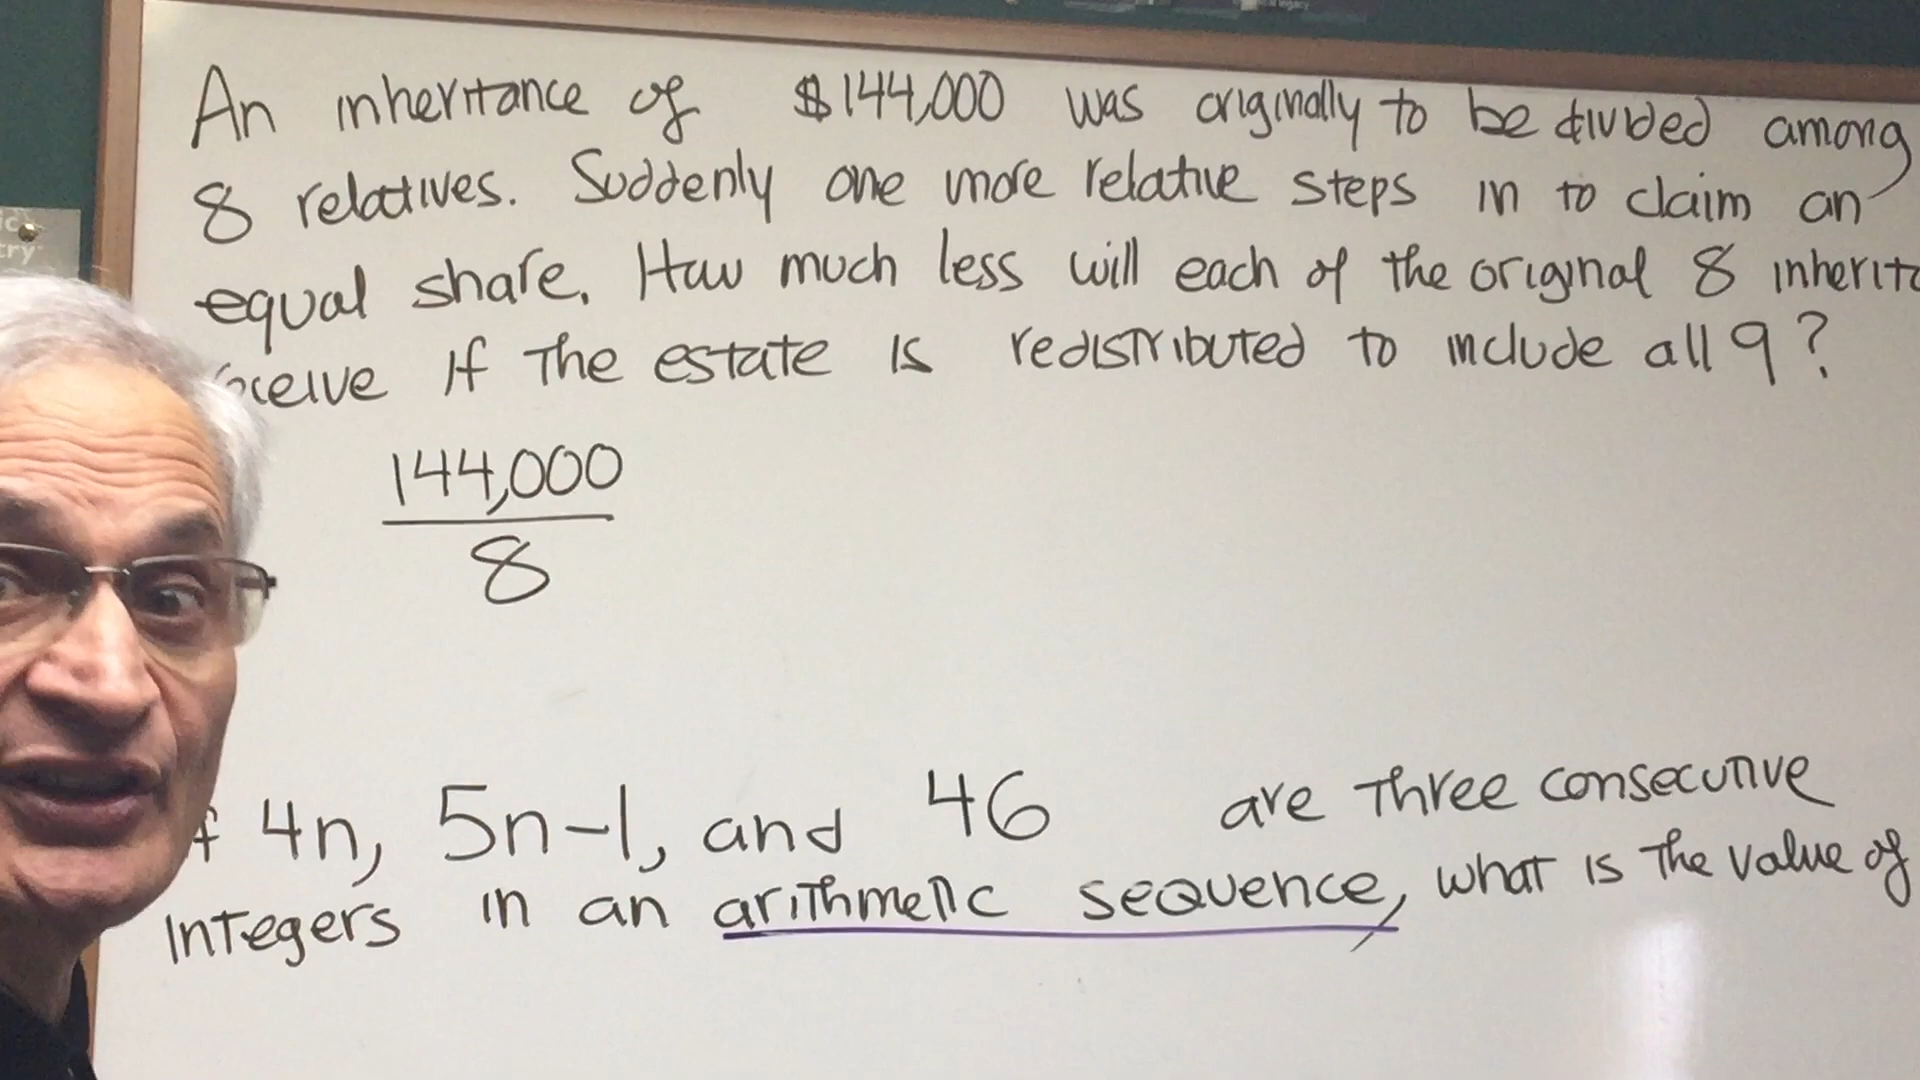 legacy
ic
try
An inheritance of $144,000 was originally to be divided among
8 relatives. Suddenly one more relative steps in to claim an
equal share. How much less will each of the original 8
if the estate is redistributed to include all 9?
144,000
8
4n, 5n-1, and 46 are three consecutive
integers in an arithmetic sequence, what is the value of